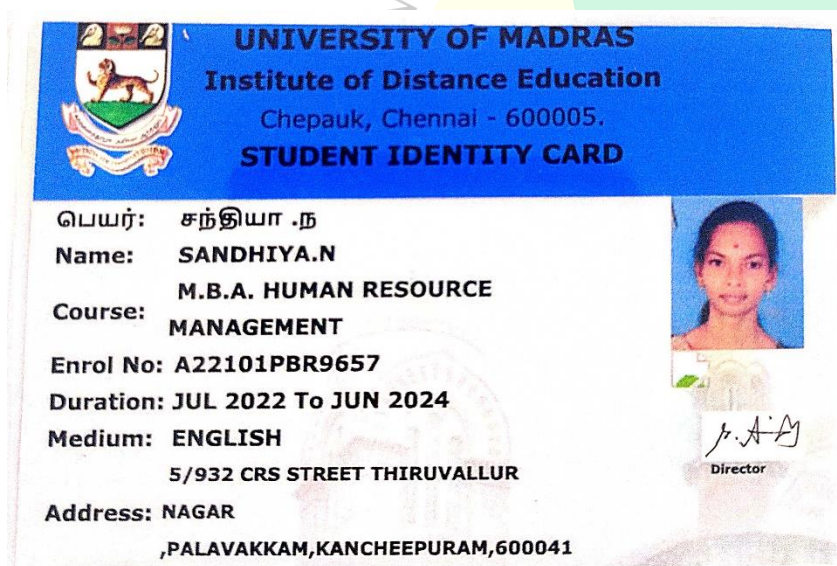 UNIVERSITY OF MADRAS
Institute of Distance Education
Chepauk, Chennai - 600005.
STUDENT IDENTITY CARD
பெயர்: சந்தியா .ந
Name: SANDHIYA.N
Course: M.B.A. HUMAN RESOURCE
MANAGEMENT
Enrol No: A22101PBR9657
Duration: JUL 2022 To JUN 2024
Medium: ENGLISH
5/932 CRS STREET THIRUVALLUR
Address: NAGAR
,PALAVAKKAM,KANCHEEPURAM,600041
Director